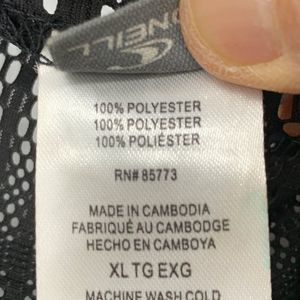 O'NEILL
100% POLYESTER
100% POLYESTER
100% POLIÉSTER
RN# 85773
MADE IN CAMBODIA
FABRIQUÉ AU CAMBODGE
HECHO EN CAMBOYA
XL TG EXG
MACHINE WASH COLD